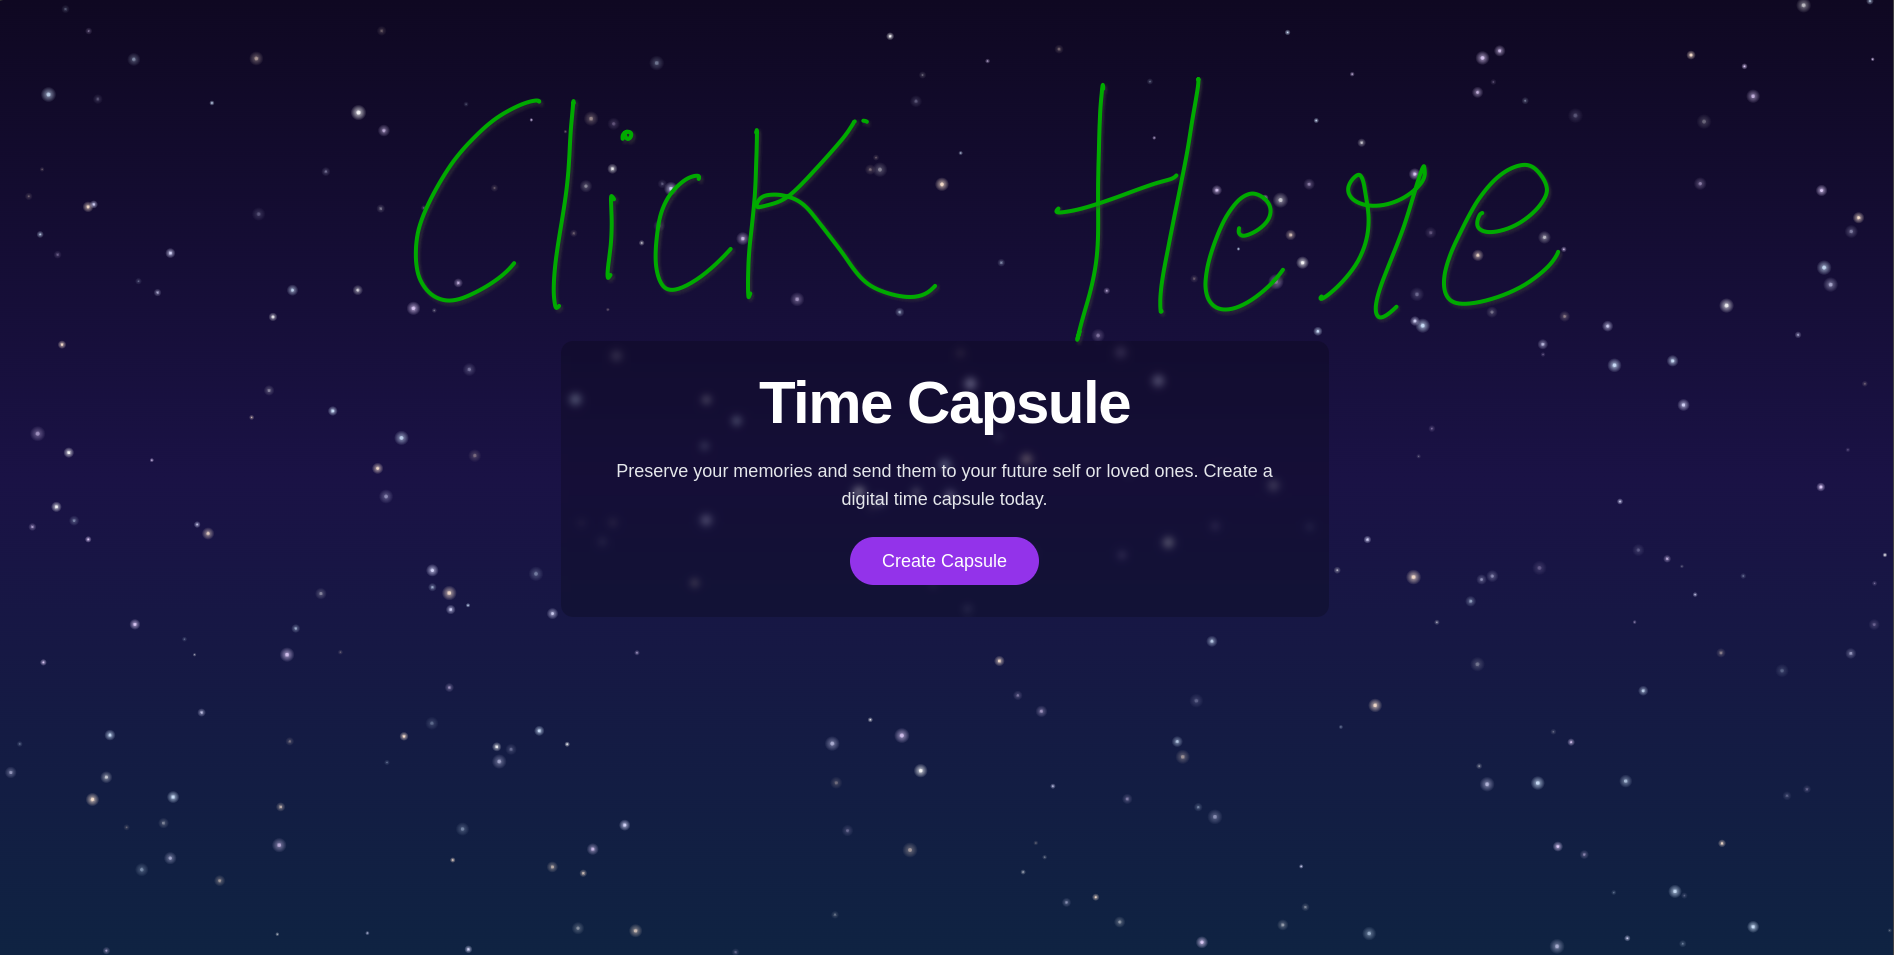 Click Here
Time Capsule
Preserve your memories and send them to your future self or loved ones. Create a
digital time capsule today.
Create Capsule